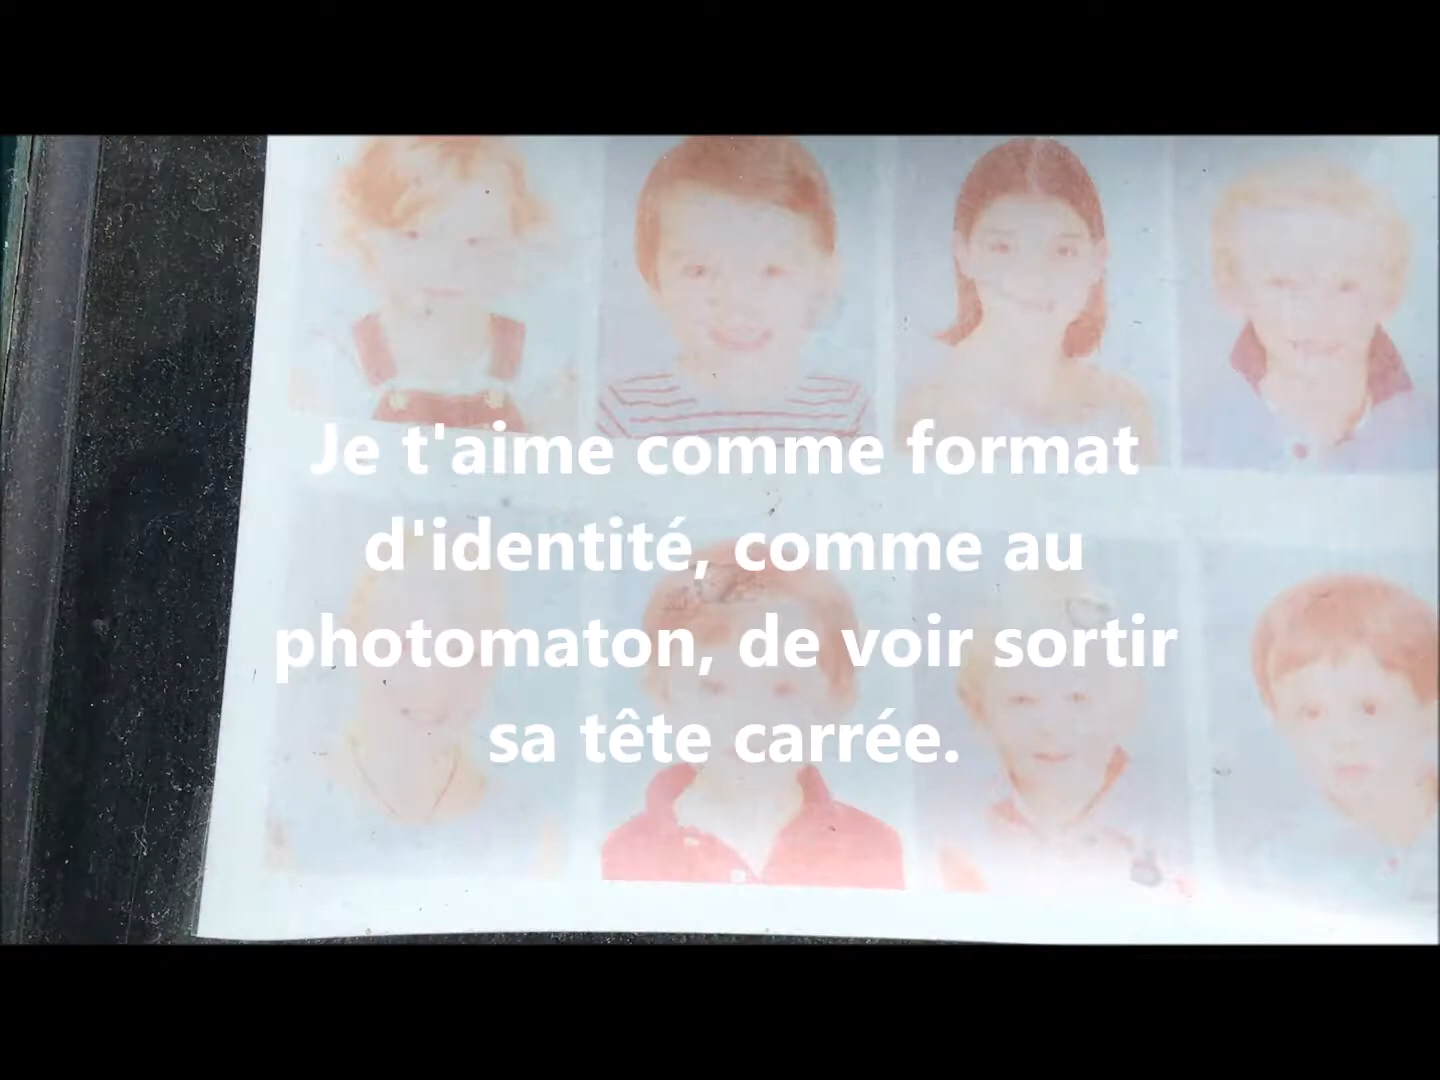 Je t'aime comme format
d'identité, comme au
photomaton, de voir sortir
sa tête carrée.